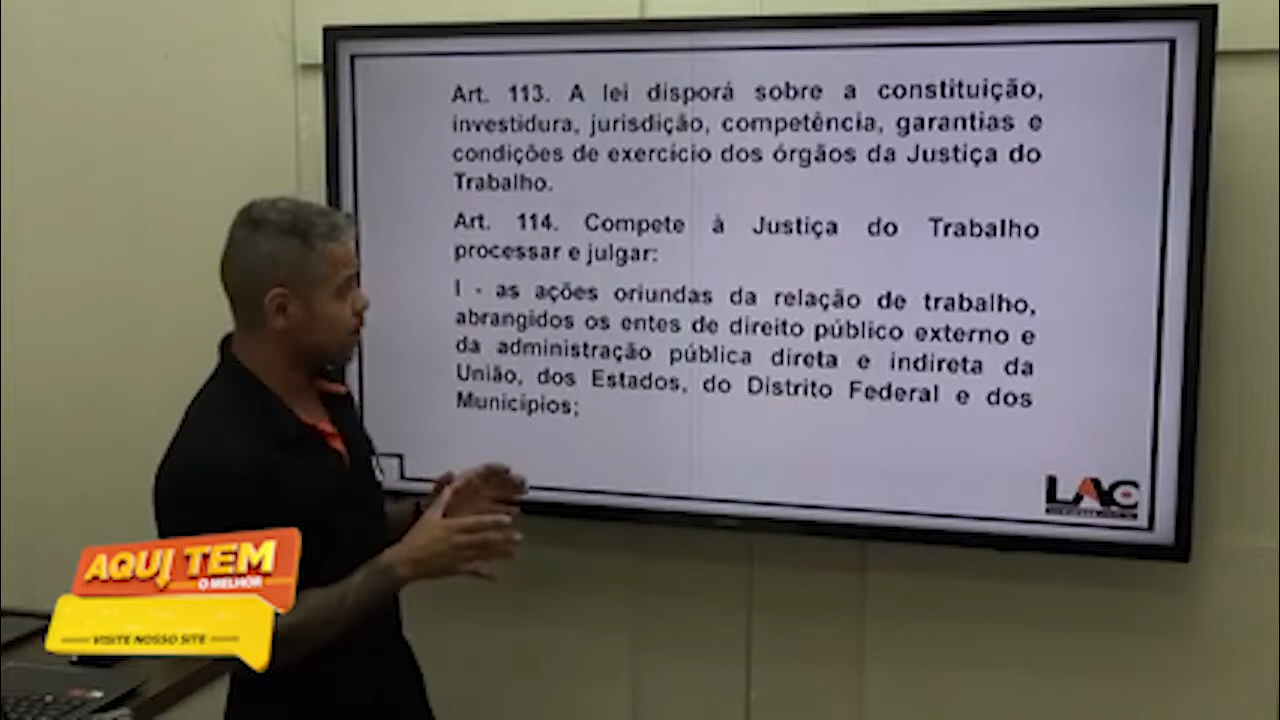 Art. 113. A lei disporá sobre a constituição,
investidura, jurisdição, competência, garantias e
condições de exercício dos órgãos da Justiça do
Trabalho.
Art. 114. Compete à Justiça do Trabalho
processar e julgar:
I - as ações oriundas da relação de trabalho,
abrangidos os entes de direito público externo e
da administração pública direta e indireta da
União, dos Estados, do Distrito Federal e dos
Municípios;
LAC
AQUI TEM
O MELHOR
VISITE NOSSO SITE